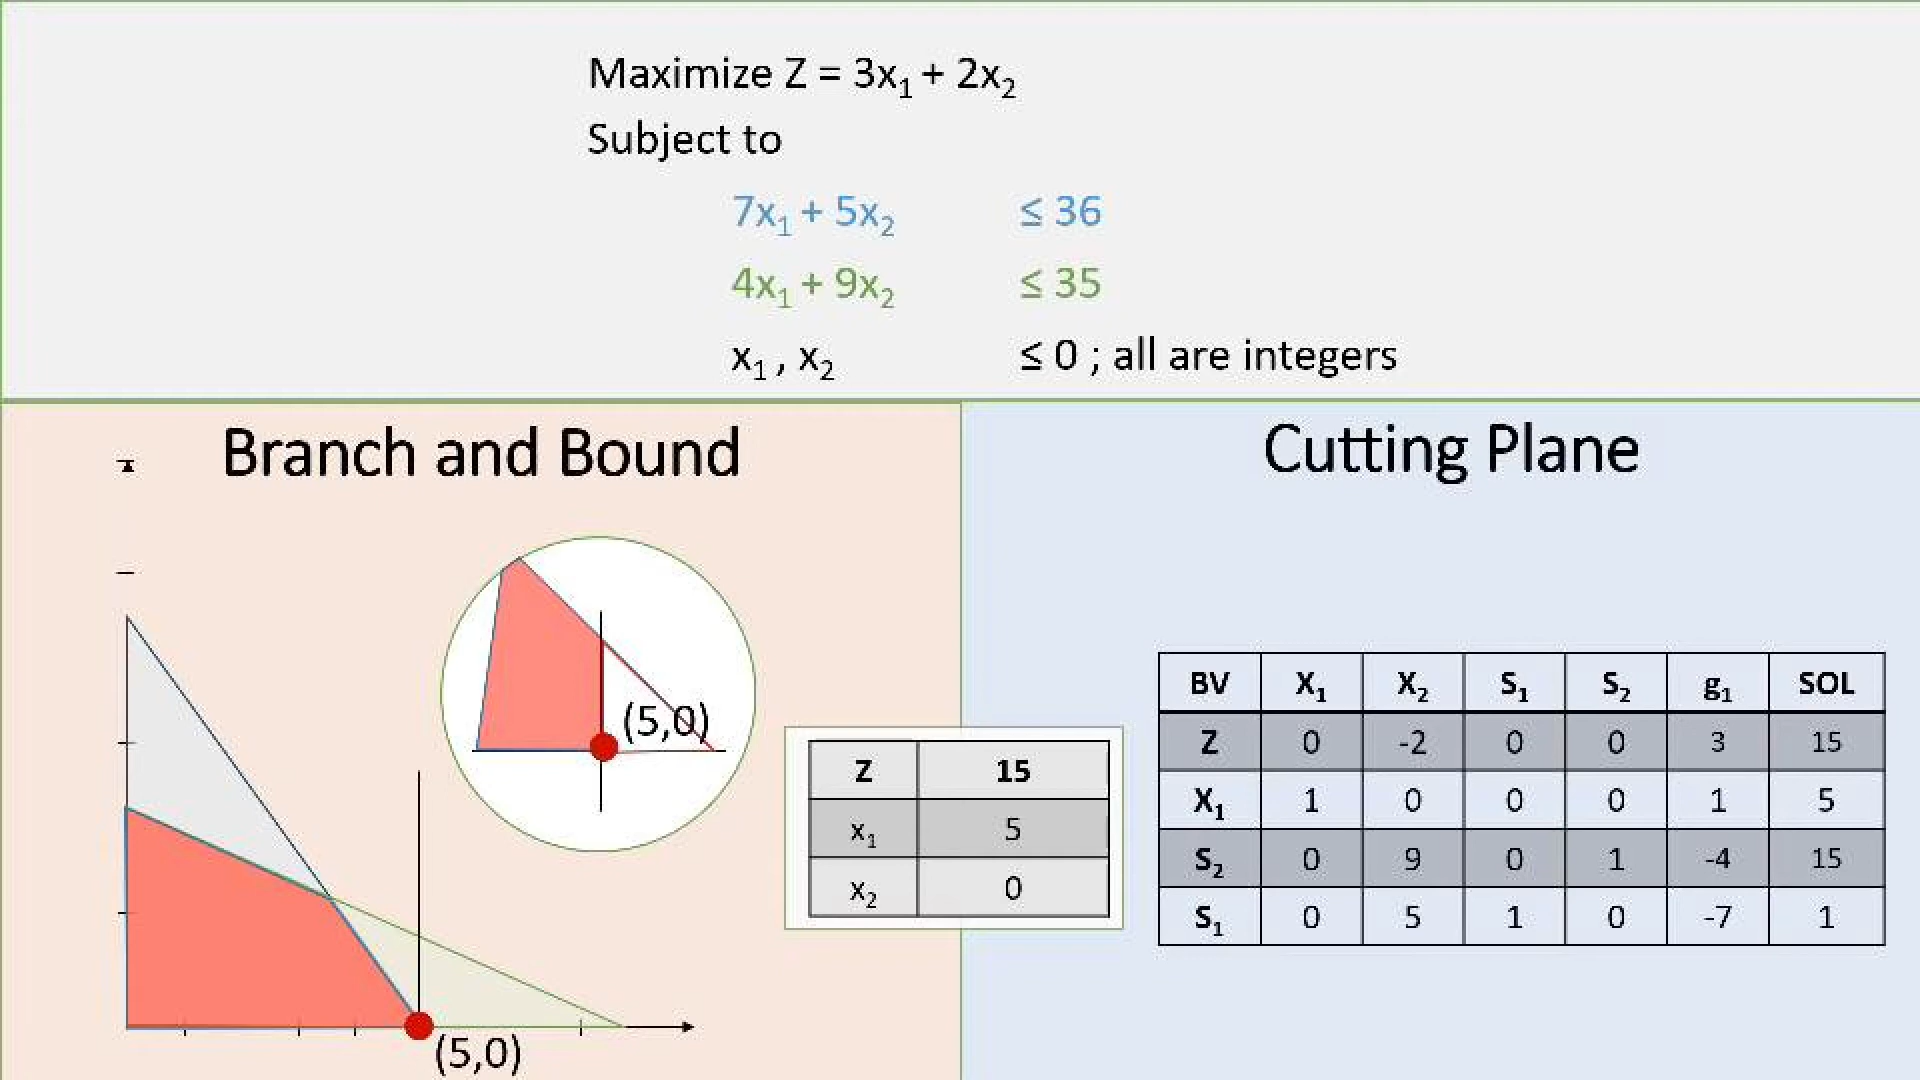 Maximize Z = 3x₁ + 2x₂
Subject to
7x₁ + 5x₂ ≤ 36
4x₁ + 9x₂ ≤ 35
x₁ , x₂ ≤ 0 ; all are integers
Branch and Bound
(5,0)
(5,0)
Z 15
x₁ 5
x₂ 0
Cutting Plane
BV X₁ X₂ S₁ S₂ g₁ SOL
Z 0 -2 0 0 3 15
X₁ 1 0 0 0 1 5
S₂ 0 9 0 1 -4 15
S₁ 0 5 1 0 -7 1